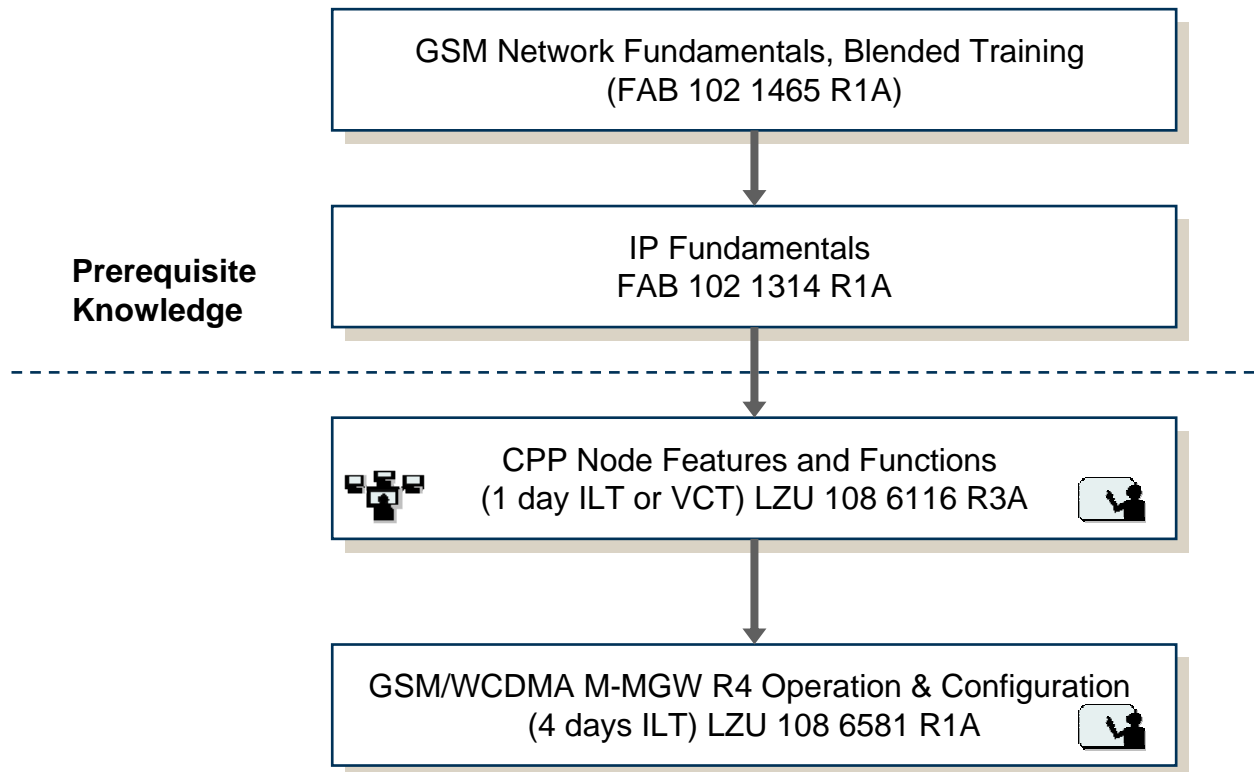 GSM Network Fundamentals, Blended Training
(FAB 102 1465 R1A)
IP Fundamentals
FAB 102 1314 R1A
Prerequisite
Knowledge
CPP Node Features and Functions
(1 day ILT or VCT) LZU 108 6116 R3A
GSM/WCDMA M-MGW R4 Operation & Configuration
(4 days ILT) LZU 108 6581 R1A